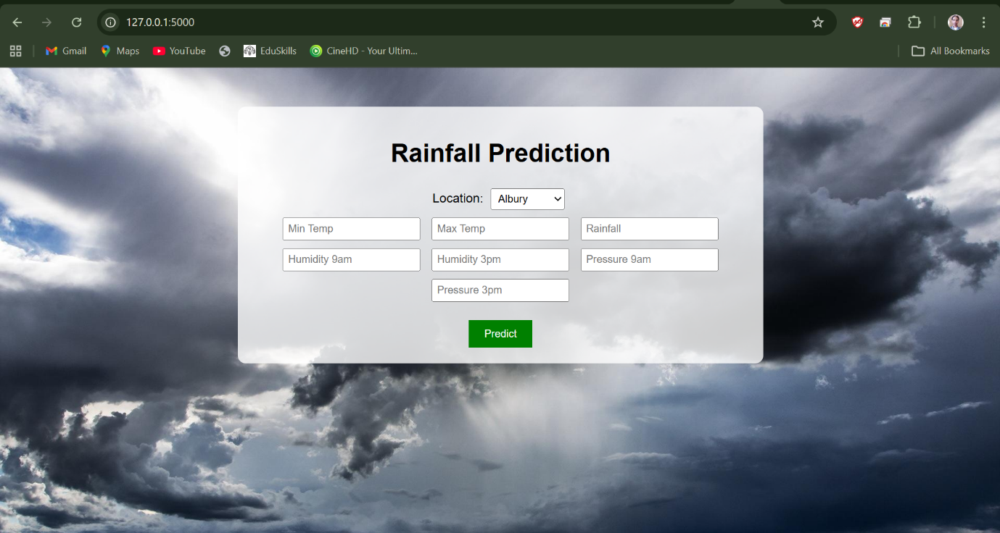 127.0.0.1:5000
Gmail Maps YouTube EduSkills CineHD - Your Ultim... All Bookmarks
Rainfall Prediction
Location: Albury
Min Temp Max Temp Rainfall
Humidity 9am Humidity 3pm Pressure 9am
Pressure 3pm
Predict